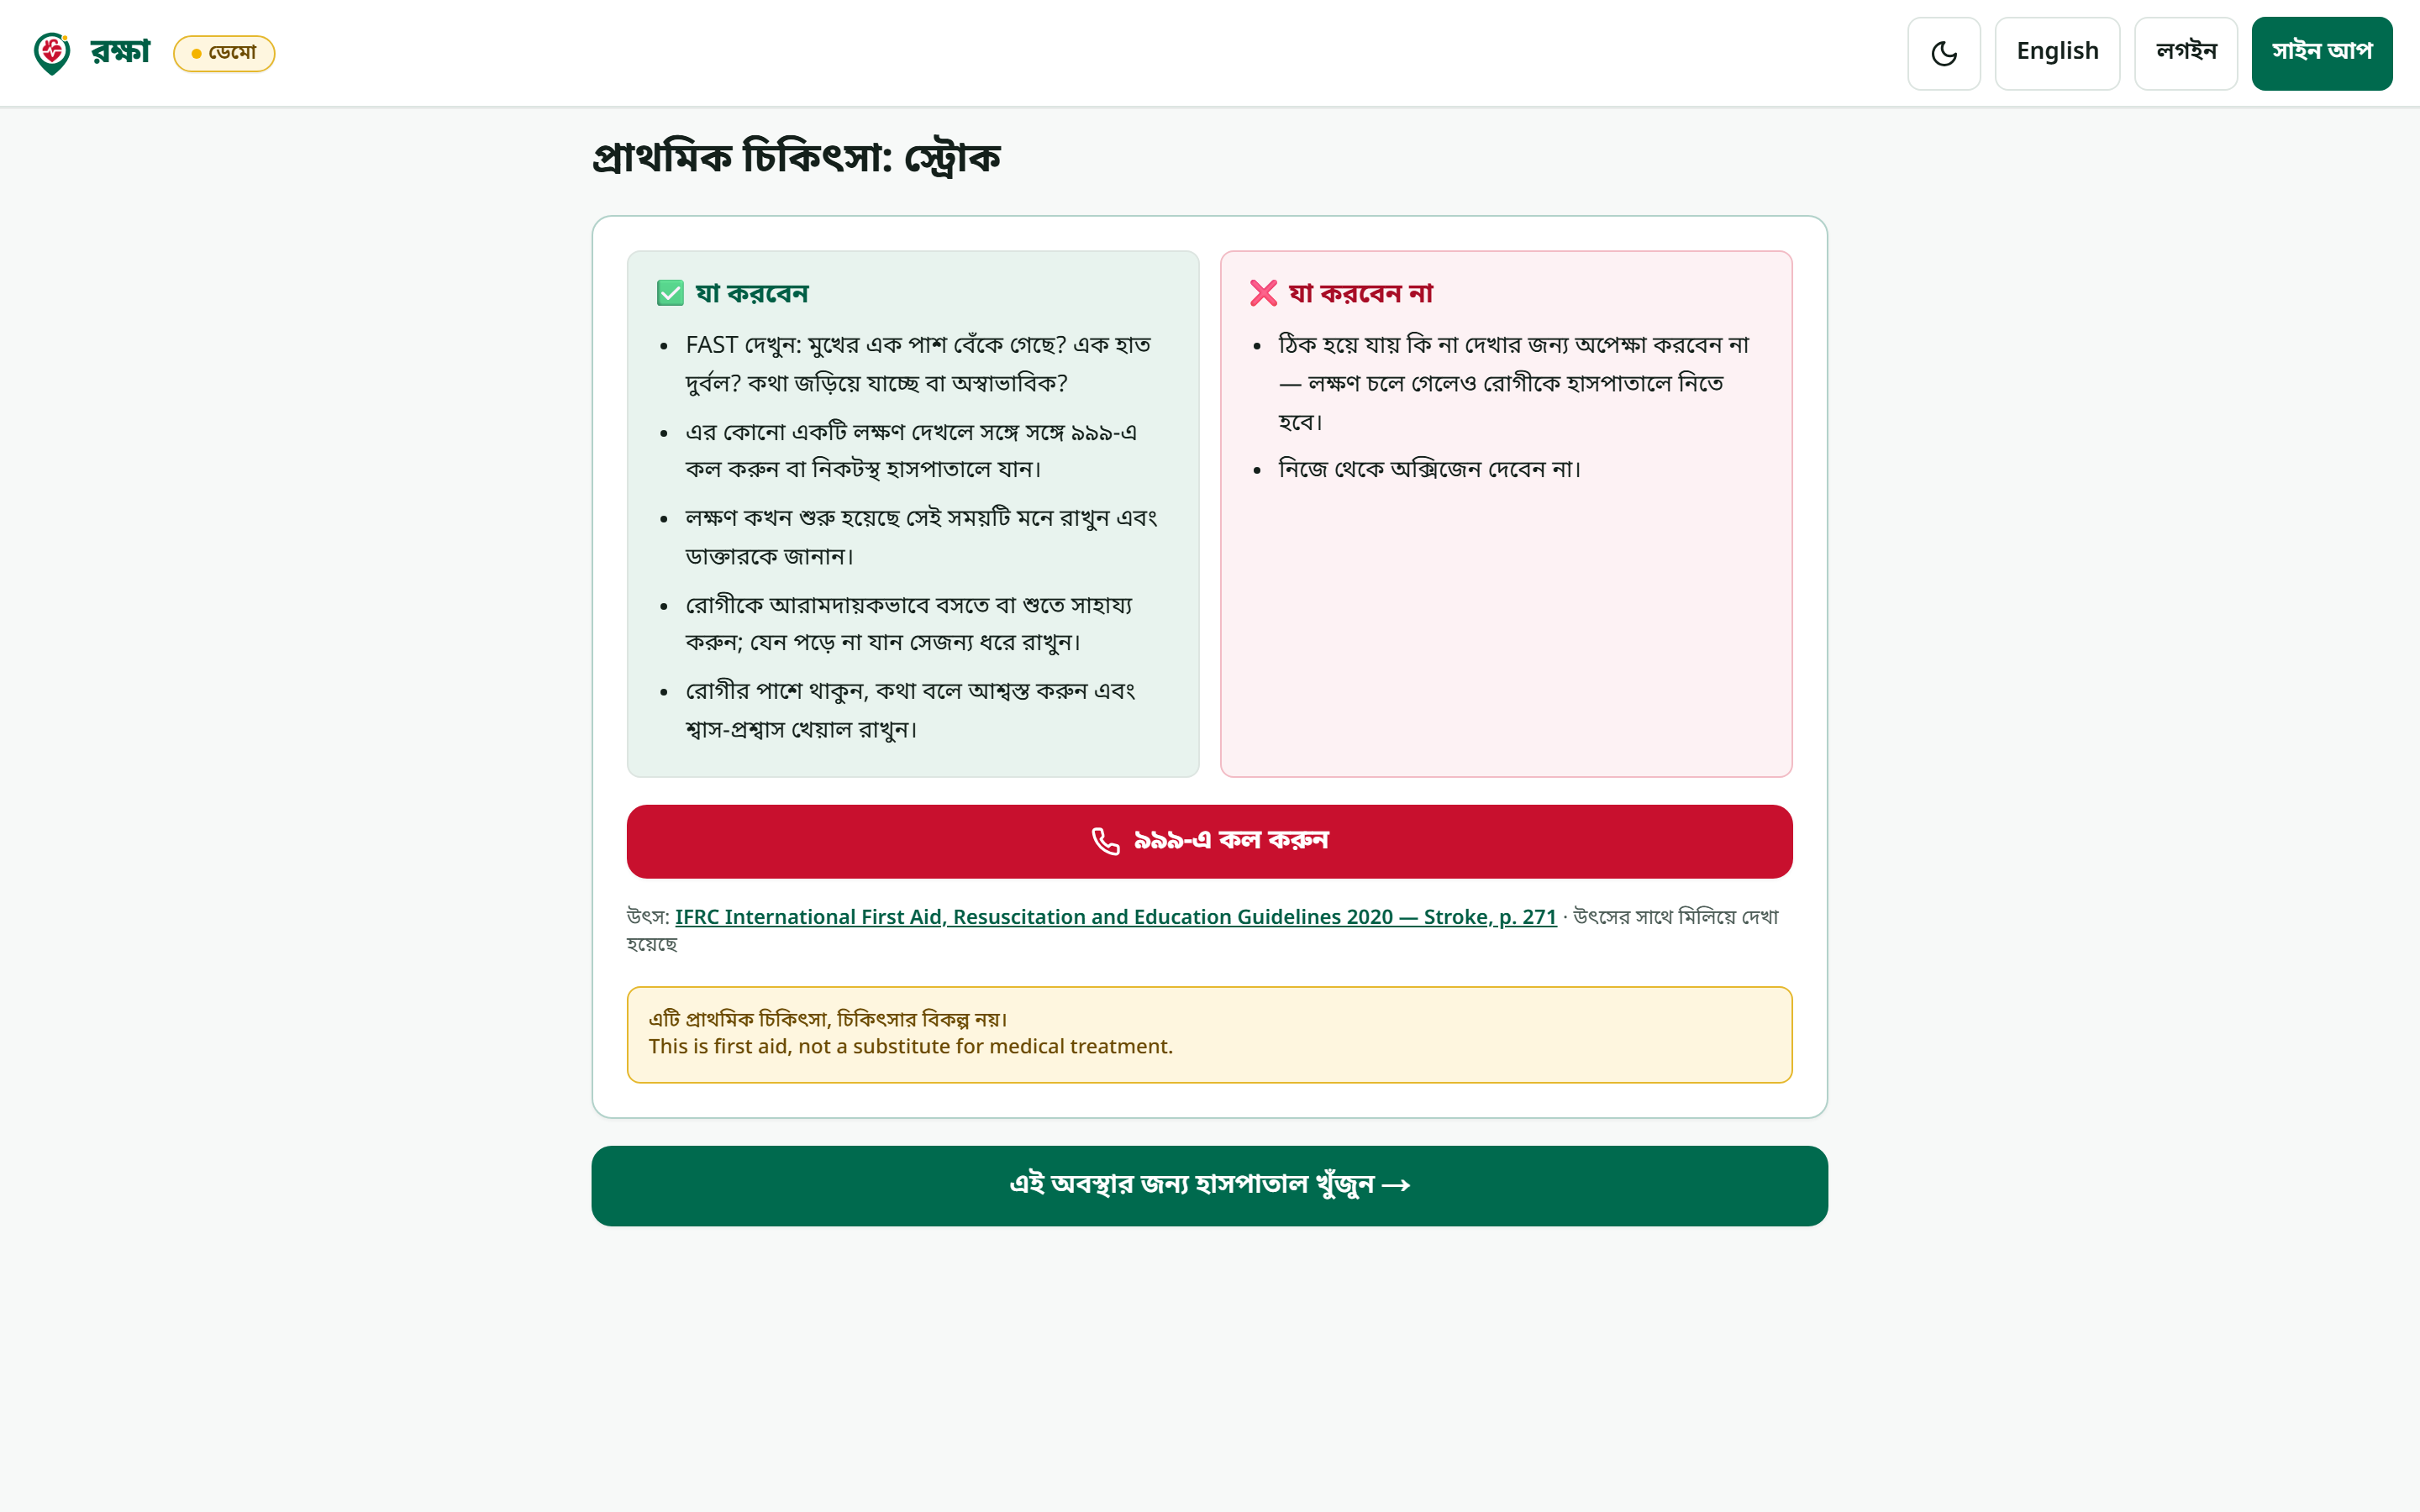 রক্ষা
ডেমো
English
লগইন
সাইন আপ
প্রাথমিক চিকিৎসা: স্ট্রোক
যা করবেন
FAST দেখুন: মুখের এক পাশ বেঁকে গেছে? এক হাত
দুর্বল? কথা জড়িয়ে যাচ্ছে বা অস্বাভাবিক?
এর কোনো একটি লক্ষণ দেখলে সঙ্গে সঙ্গে ৯৯৯-এ
কল করুন বা নিকটস্থ হাসপাতালে যান।
লক্ষণ কখন শুরু হয়েছে সেই সময়টি মনে রাখুন এবং
ডাক্তারকে জানান।
রোগীকে আরামদায়কভাবে বসতে বা শুতে সাহায্য
করুন; যেন পড়ে না যান সেজন্য ধরে রাখুন।
রোগীর পাশে থাকুন, কথা বলে আশ্বস্ত করুন এবং
শ্বাস-প্রশ্বাস খেয়াল রাখুন।
যা করবেন না
ঠিক হয়ে যায় কি না দেখার জন্য অপেক্ষা করবেন না
— লক্ষণ চলে গেলেও রোগীকে হাসপাতালে নিতে
হবে।
নিজে থেকে অক্সিজেন দেবেন না।
৯৯৯-এ কল করুন
উৎস: IFRC International First Aid, Resuscitation and Education Guidelines 2020 — Stroke, p. 271 · উৎসের সাথে মিলিয়ে দেখা
হয়েছে
এটি প্রাথমিক চিকিৎসা, চিকিৎসার বিকল্প নয়।
This is first aid, not a substitute for medical treatment.
এই অবস্থার জন্য হাসপাতাল খুঁজুন →